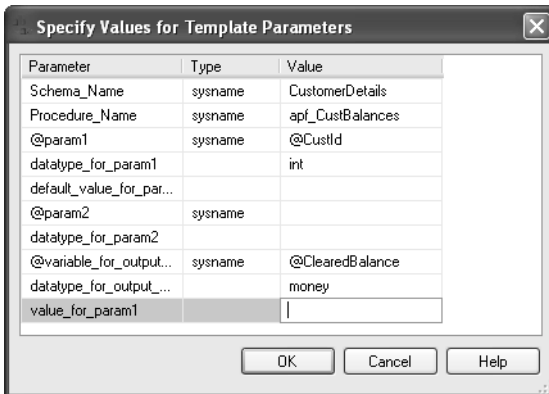 Specify Values for Template Parameters
Parameter Type Value
Schema_Name sysname CustomerDetails
Procedure_Name sysname apf_CustBalances
@param1 sysname @CustId
datatype_for_param1 int
default_value_for_par...
@param2 sysname
datatype_for_param2
@variable_for_output... sysname @ClearedBalance
datatype_for_output_... money
value_for_param1
OK Cancel Help